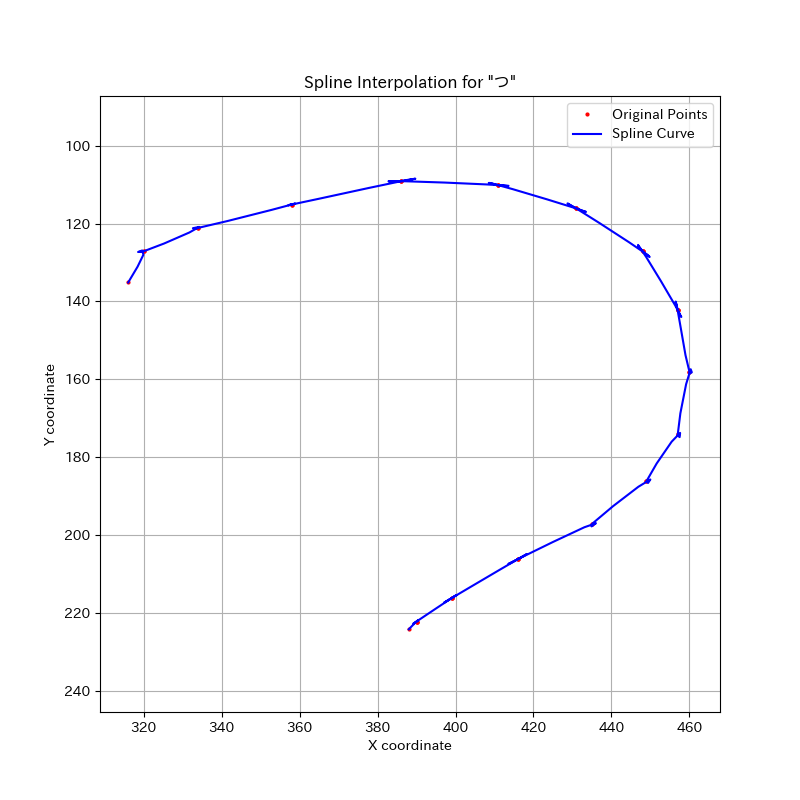 Spline Interpolation for "つ"
Original Points
Spline Curve
100
120
140
160
180
200
220
240
Y coordinate
320 340 360 380 400 420 440 460
X coordinate